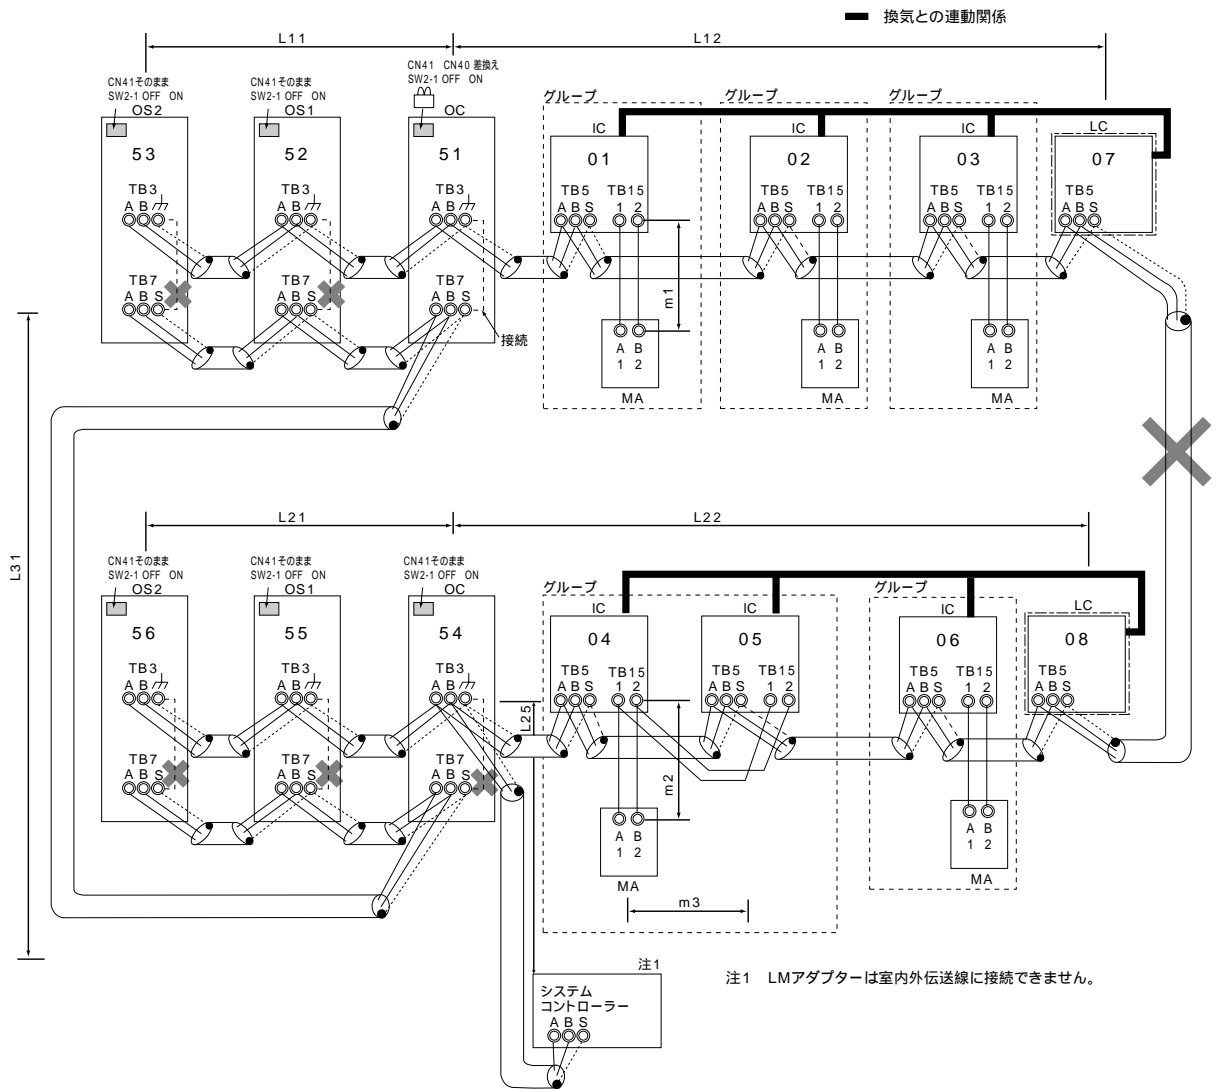 換気との連動関係
L11
L12
CN41そのまま
SW2-1 OFF ON
OS2
CN41そのまま
SW2-1 OFF ON
OS1
CN41 CN40 差換え
SW2-1 OFF ON
OC
グループ
グループ
グループ
IC
IC
IC
LC
53
52
51
01
02
03
07
TB3
TB3
TB3
TB5 TB15
TB5 TB15
TB5 TB15
TB5
A B
A B
A B
A B S 1 2
A B S 1 2
A B S 1 2
A B S
TB7
TB7
TB7
A B S
A B S
A B S
接続
m1
A B
1 2
MA
A B
1 2
MA
A B
1 2
MA
L31
L21
L22
CN41そのまま
SW2-1 OFF ON
OS2
CN41そのまま
SW2-1 OFF ON
OS1
CN41そのまま
SW2-1 OFF ON
OC
グループ
グループ
IC
IC
IC
LC
56
55
54
04
05
06
08
TB3
TB3
TB3
TB5 TB15
TB5 TB15
TB5 TB15
TB5
A B
A B
A B
A B S 1 2
A B S 1 2
A B S 1 2
A B S
L25
TB7
TB7
TB7
A B S
A B S
A B S
m2
A B
1 2
MA
A B
1 2
MA
m3
注1
システム
コントローラー
A B S
注1 LMアダプターは室内外伝送線に接続できません。